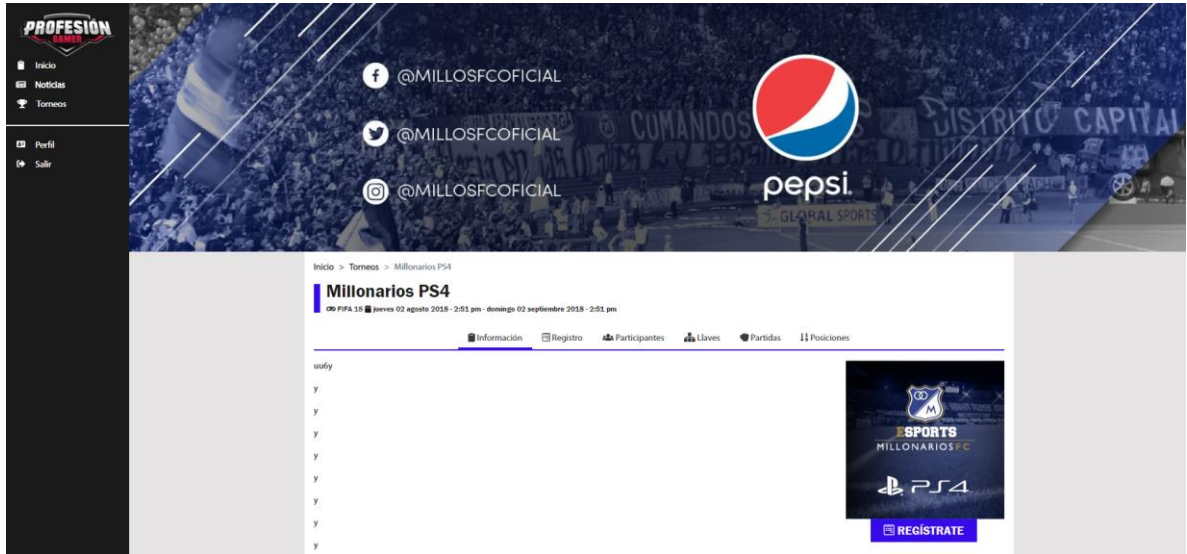 PROFESIÓN
GAMER
Inicio
Noticias
Torneos
Perfil
Salir
@MILLOSFCOFICIAL
@MILLOSFCOFICIAL
@MILLOSFCOFICIAL
pepsi
COMANDOS
DISTRITO CAPITAL
GLOBAL SPORTS
Inicio > Torneos > Millonarios PS4
Millonarios PS4
FIFA 18 jueves 02 agosto 2018 - 2:51 pm - domingo 02 septiembre 2018 - 2:51 pm
Información Registro Participantes Llaves Partidas Posiciones
uu6y
y
y
y
y
y
y
y
y
M
ESPORTS
MILLONARIOS FC
PS4
REGÍSTRATE